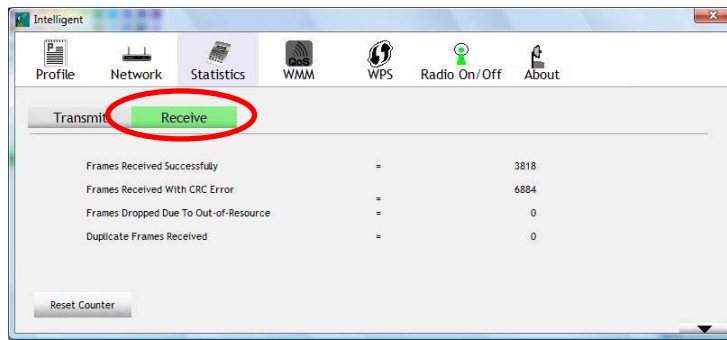 Intelligent
Profile Network Statistics QoS WMM WPS Radio On/Off About
Transmit Receive
Frames Received Successfully = 3818
Frames Received With CRC Error = 6884
Frames Dropped Due To Out-of-Resource = 0
Duplicate Frames Received = 0
Reset Counter